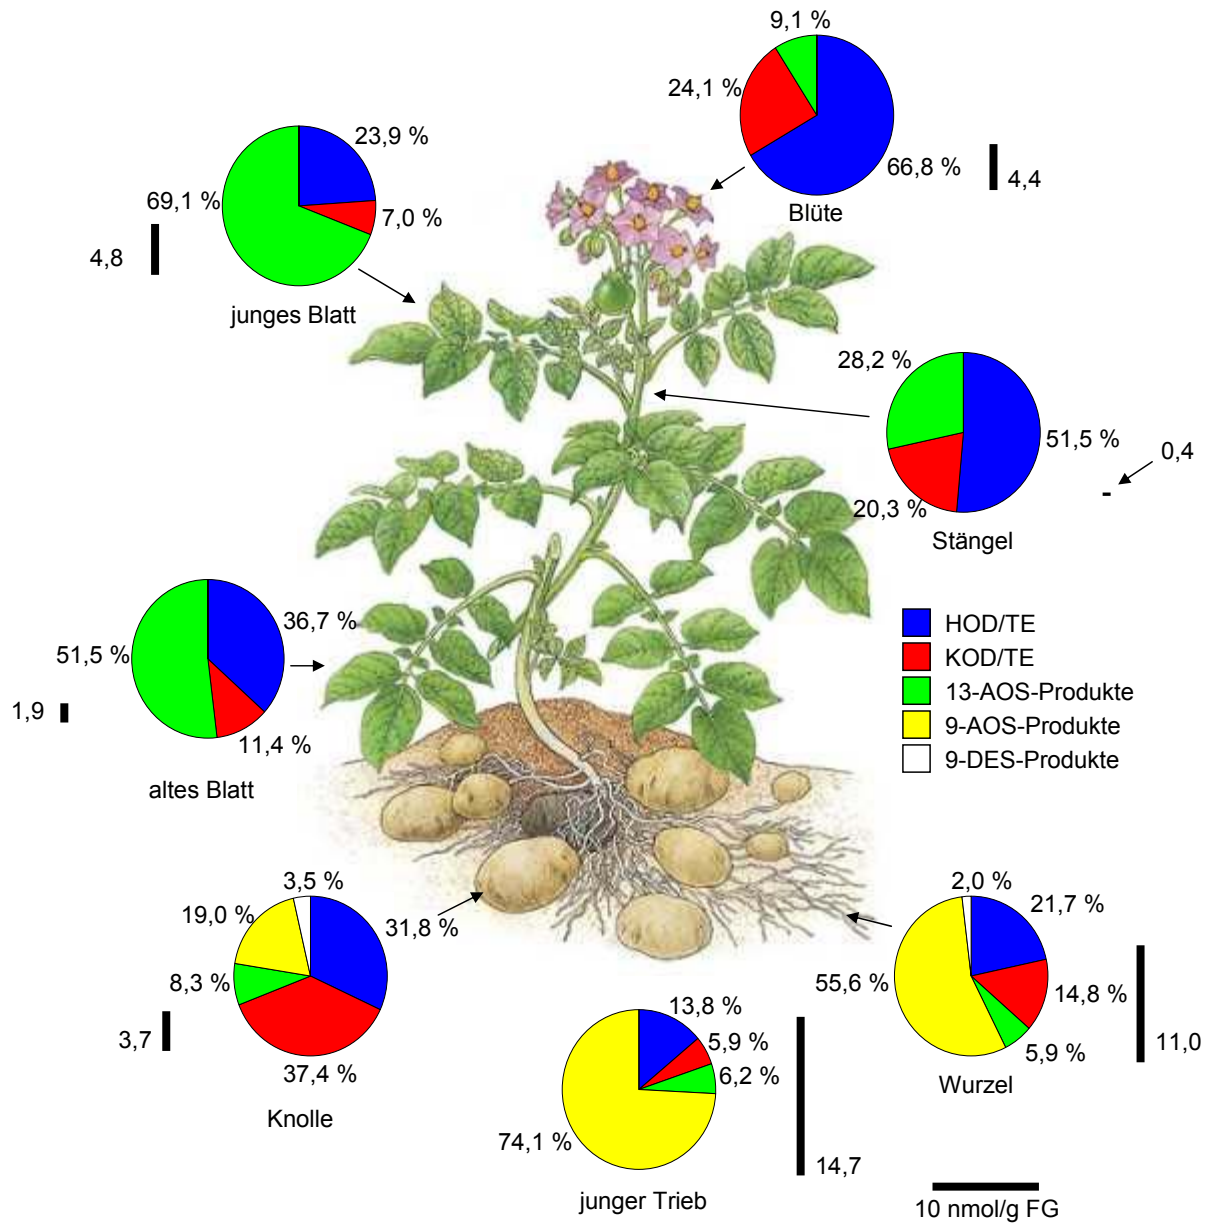 9,1 %
24,1 %
66,8 %
Blüte
4,4
23,9 %
69,1 %
7,0 %
4,8
junges Blatt
28,2 %
51,5 %
20,3 %
0,4
Stängel
36,7 %
51,5 %
11,4 %
1,9
altes Blatt
HOD/TE
KOD/TE
13-AOS-Produkte
9-AOS-Produkte
9-DES-Produkte
3,5 %
19,0 %
31,8 %
8,3 %
37,4 %
3,7
Knolle
13,8 %
5,9 %
6,2 %
74,1 %
14,7
junger Trieb
2,0 %
21,7 %
55,6 %
14,8 %
5,9 %
11,0
Wurzel
10 nmol/g FG